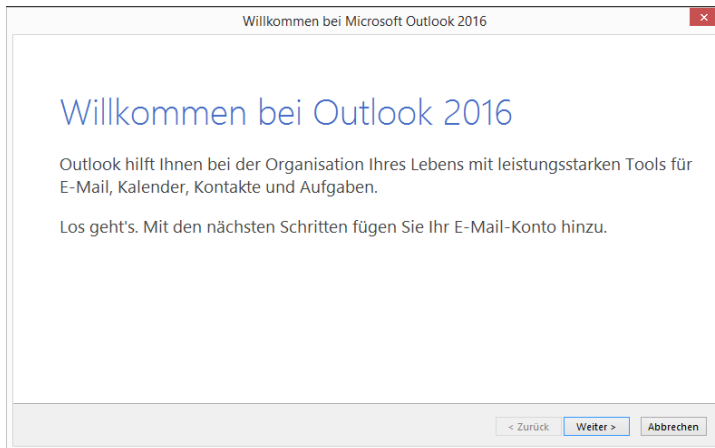 Willkommen bei Microsoft Outlook 2016
Willkommen bei Outlook 2016
Outlook hilft Ihnen bei der Organisation Ihres Lebens mit leistungsstarken Tools für
E-Mail, Kalender, Kontakte und Aufgaben.
Los geht's. Mit den nächsten Schritten fügen Sie Ihr E-Mail-Konto hinzu.
< Zurück Weiter > Abbrechen